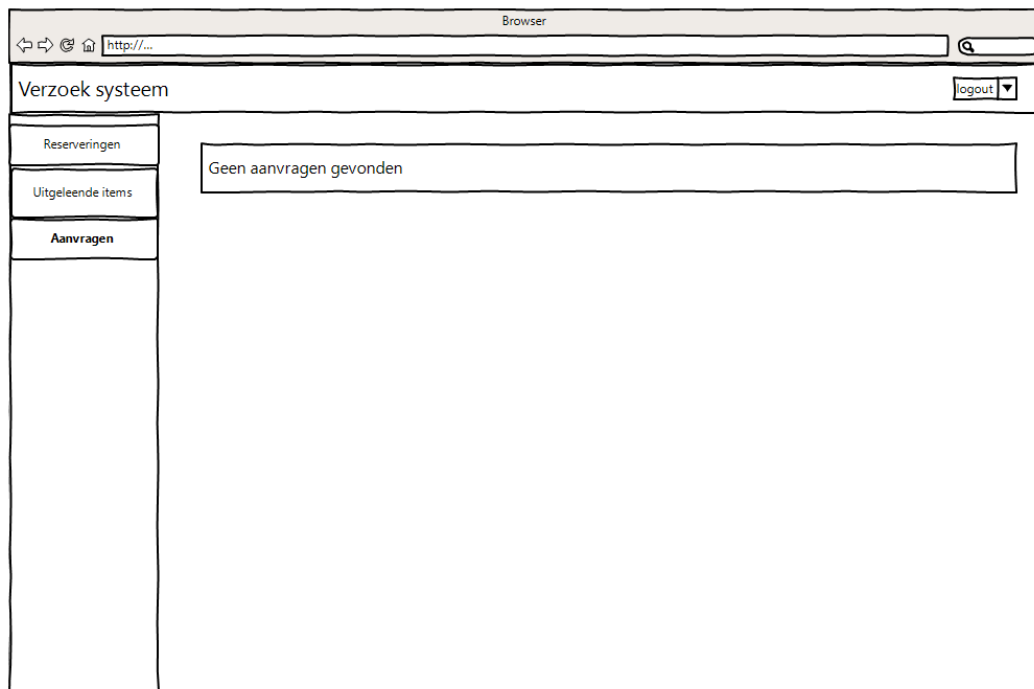 Browser
http://...
Verzoek systeem
logout
Reserveringen
Geen aanvragen gevonden
Uitgeleende items
Aanvragen